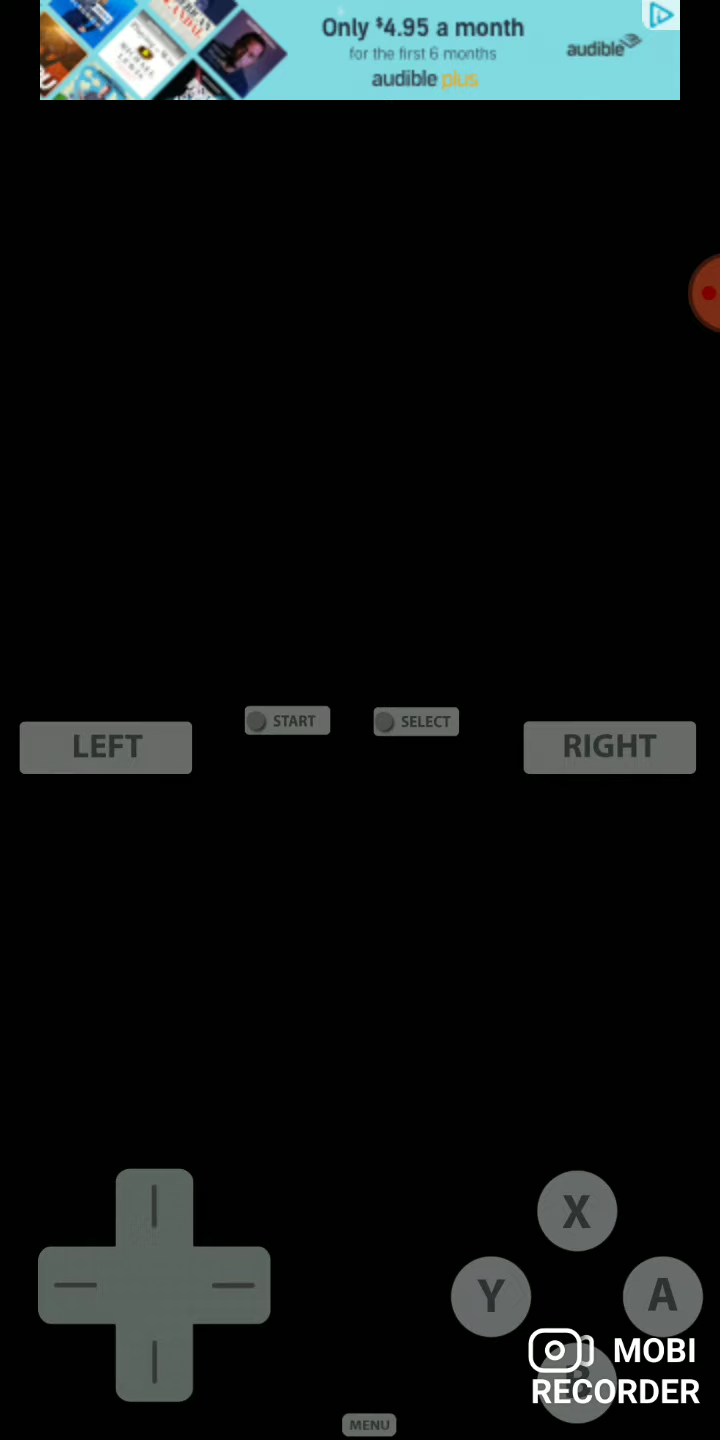 Only $4.95 a month
for the first 6 months
audible plus
audible
START
SELECT
LEFT
RIGHT
X
Y
A
B
MOBI
RECORDER
MENU